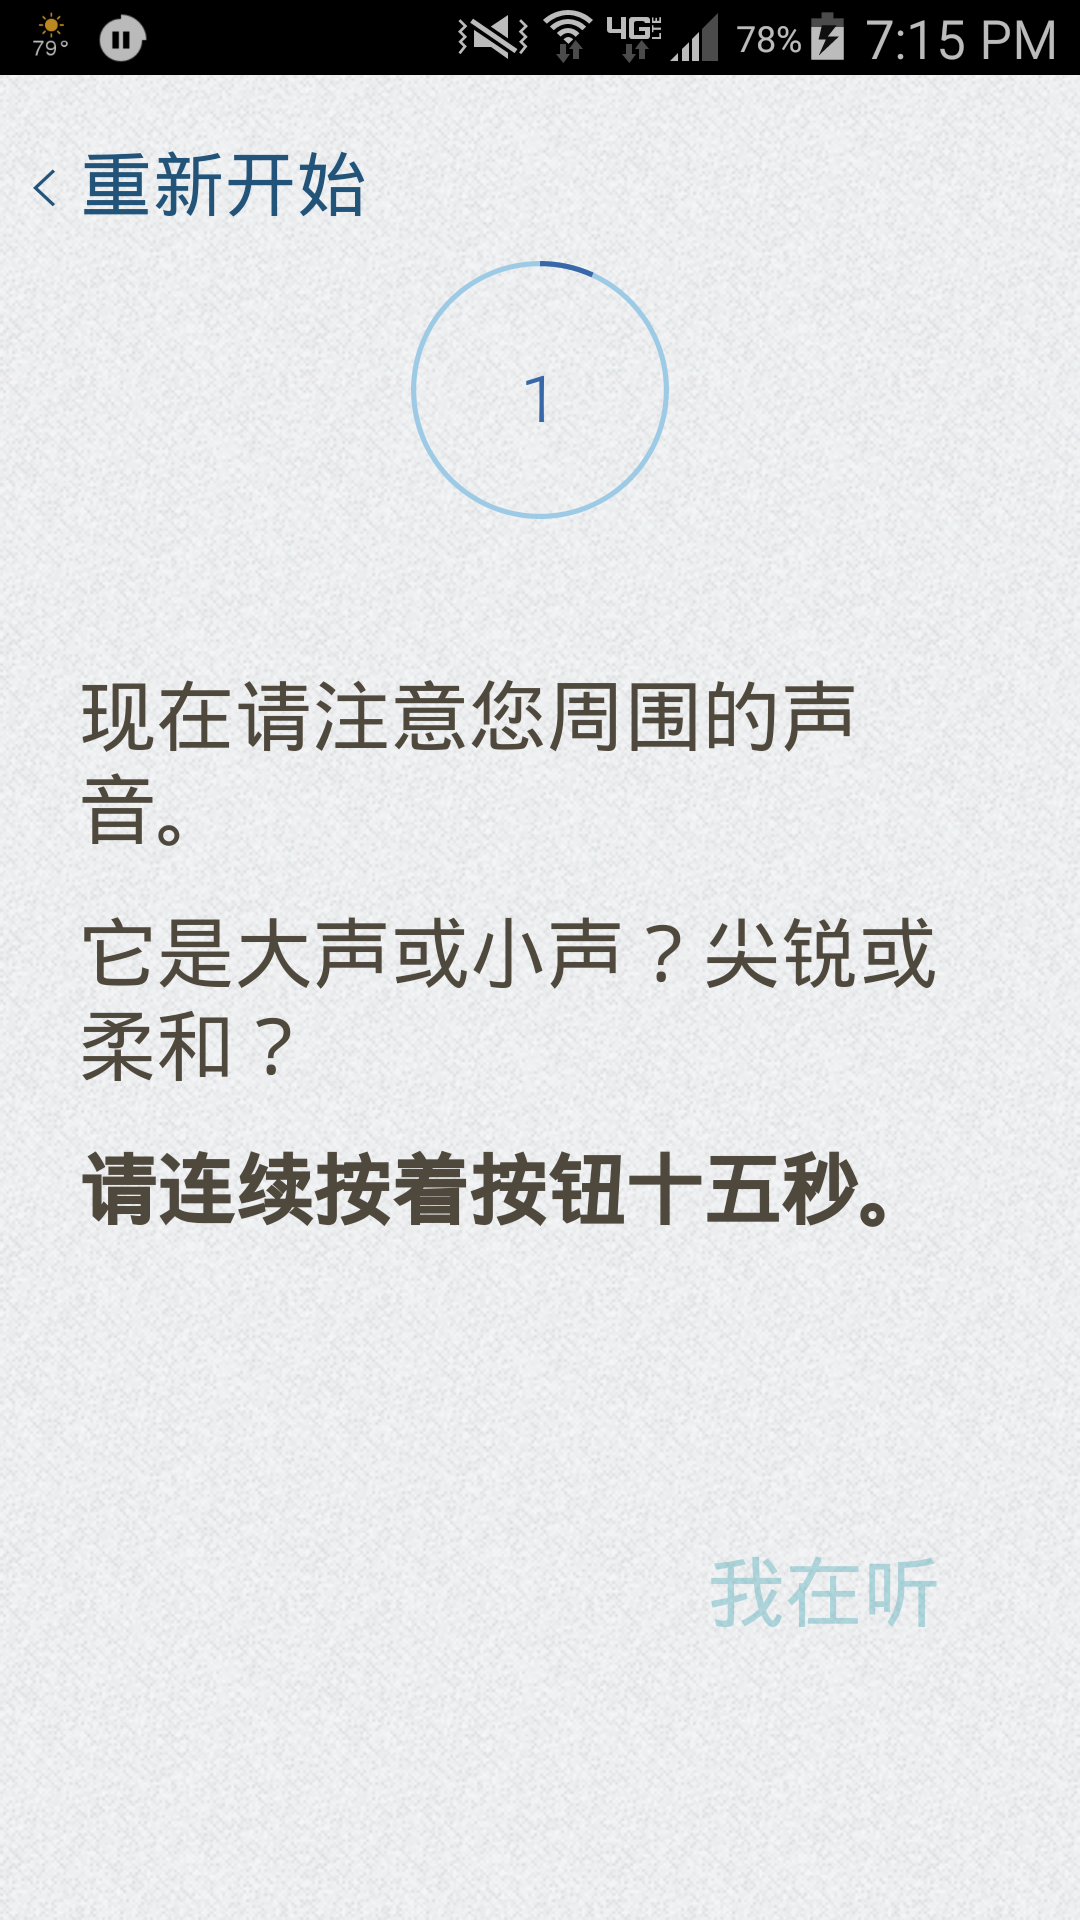 79°
4G LTE
78%
7:15 PM
重新开始
1
现在请注意您周围的声
音。
它是大声或小声？尖锐或
柔和？
请连续按着按钮十五秒。
我在听